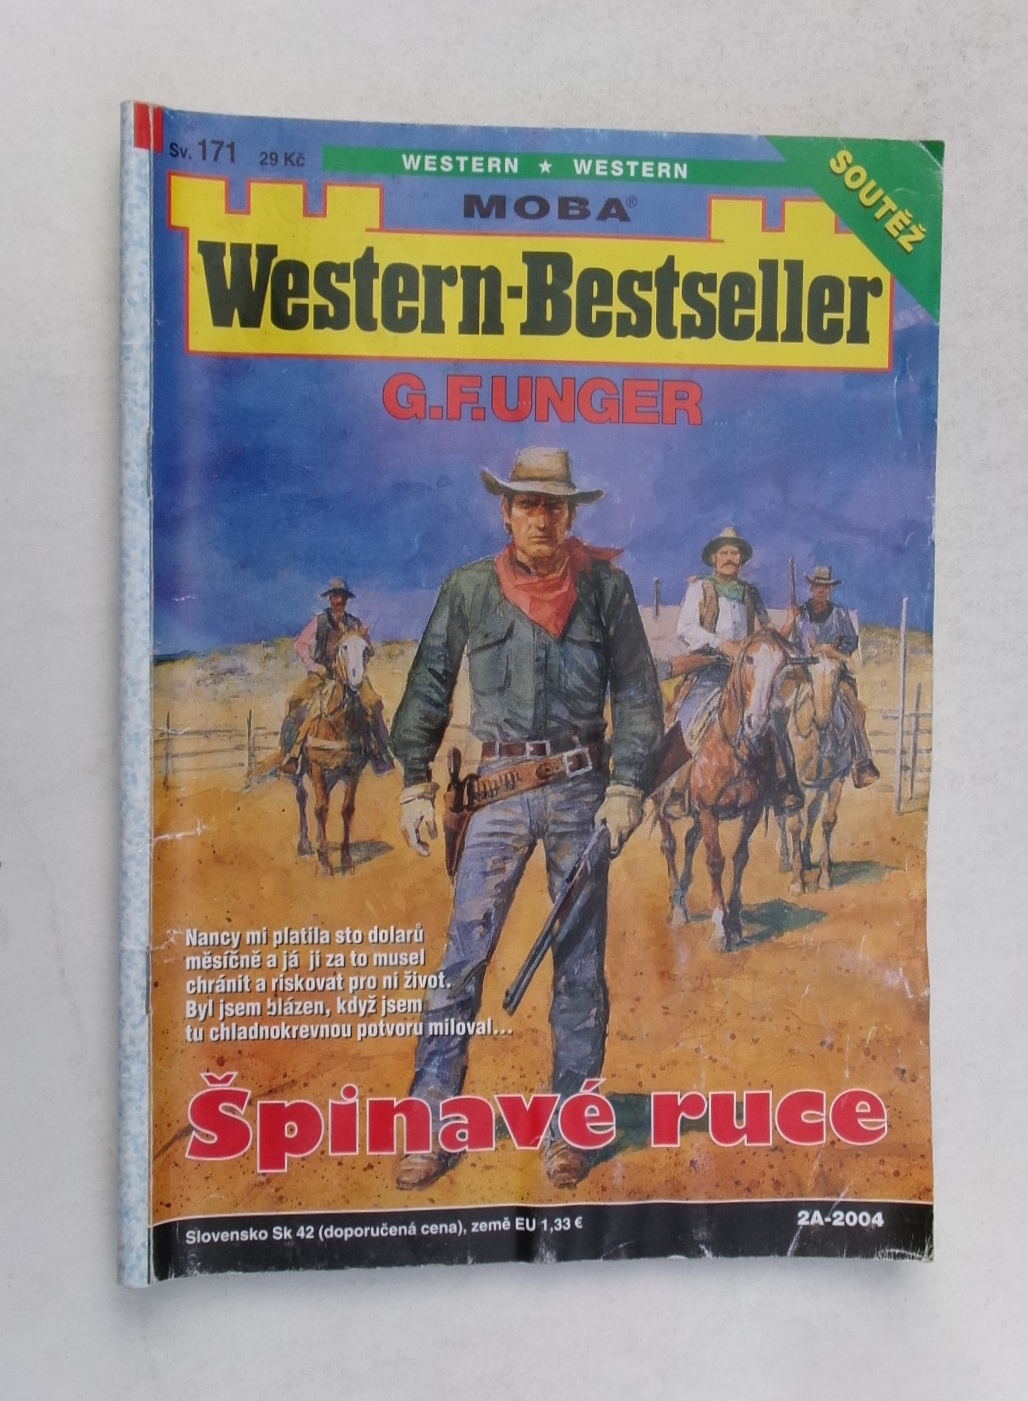 Sv. 171 29 Kč
WESTERN ★ WESTERN
SOUTĚŽ
MOBA®
Western-Bestseller
G.F.UNGER
Nancy mi platila sto dolarů
měsíčně a já ji za to musel
chránit a riskovat pro ni život.
Byl jsem blázen, když jsem
tu chladnokrevnou potvoru miloval...
Špinavé ruce
Slovensko Sk 42 (doporučená cena), země EU 1,33 €
2A-2004